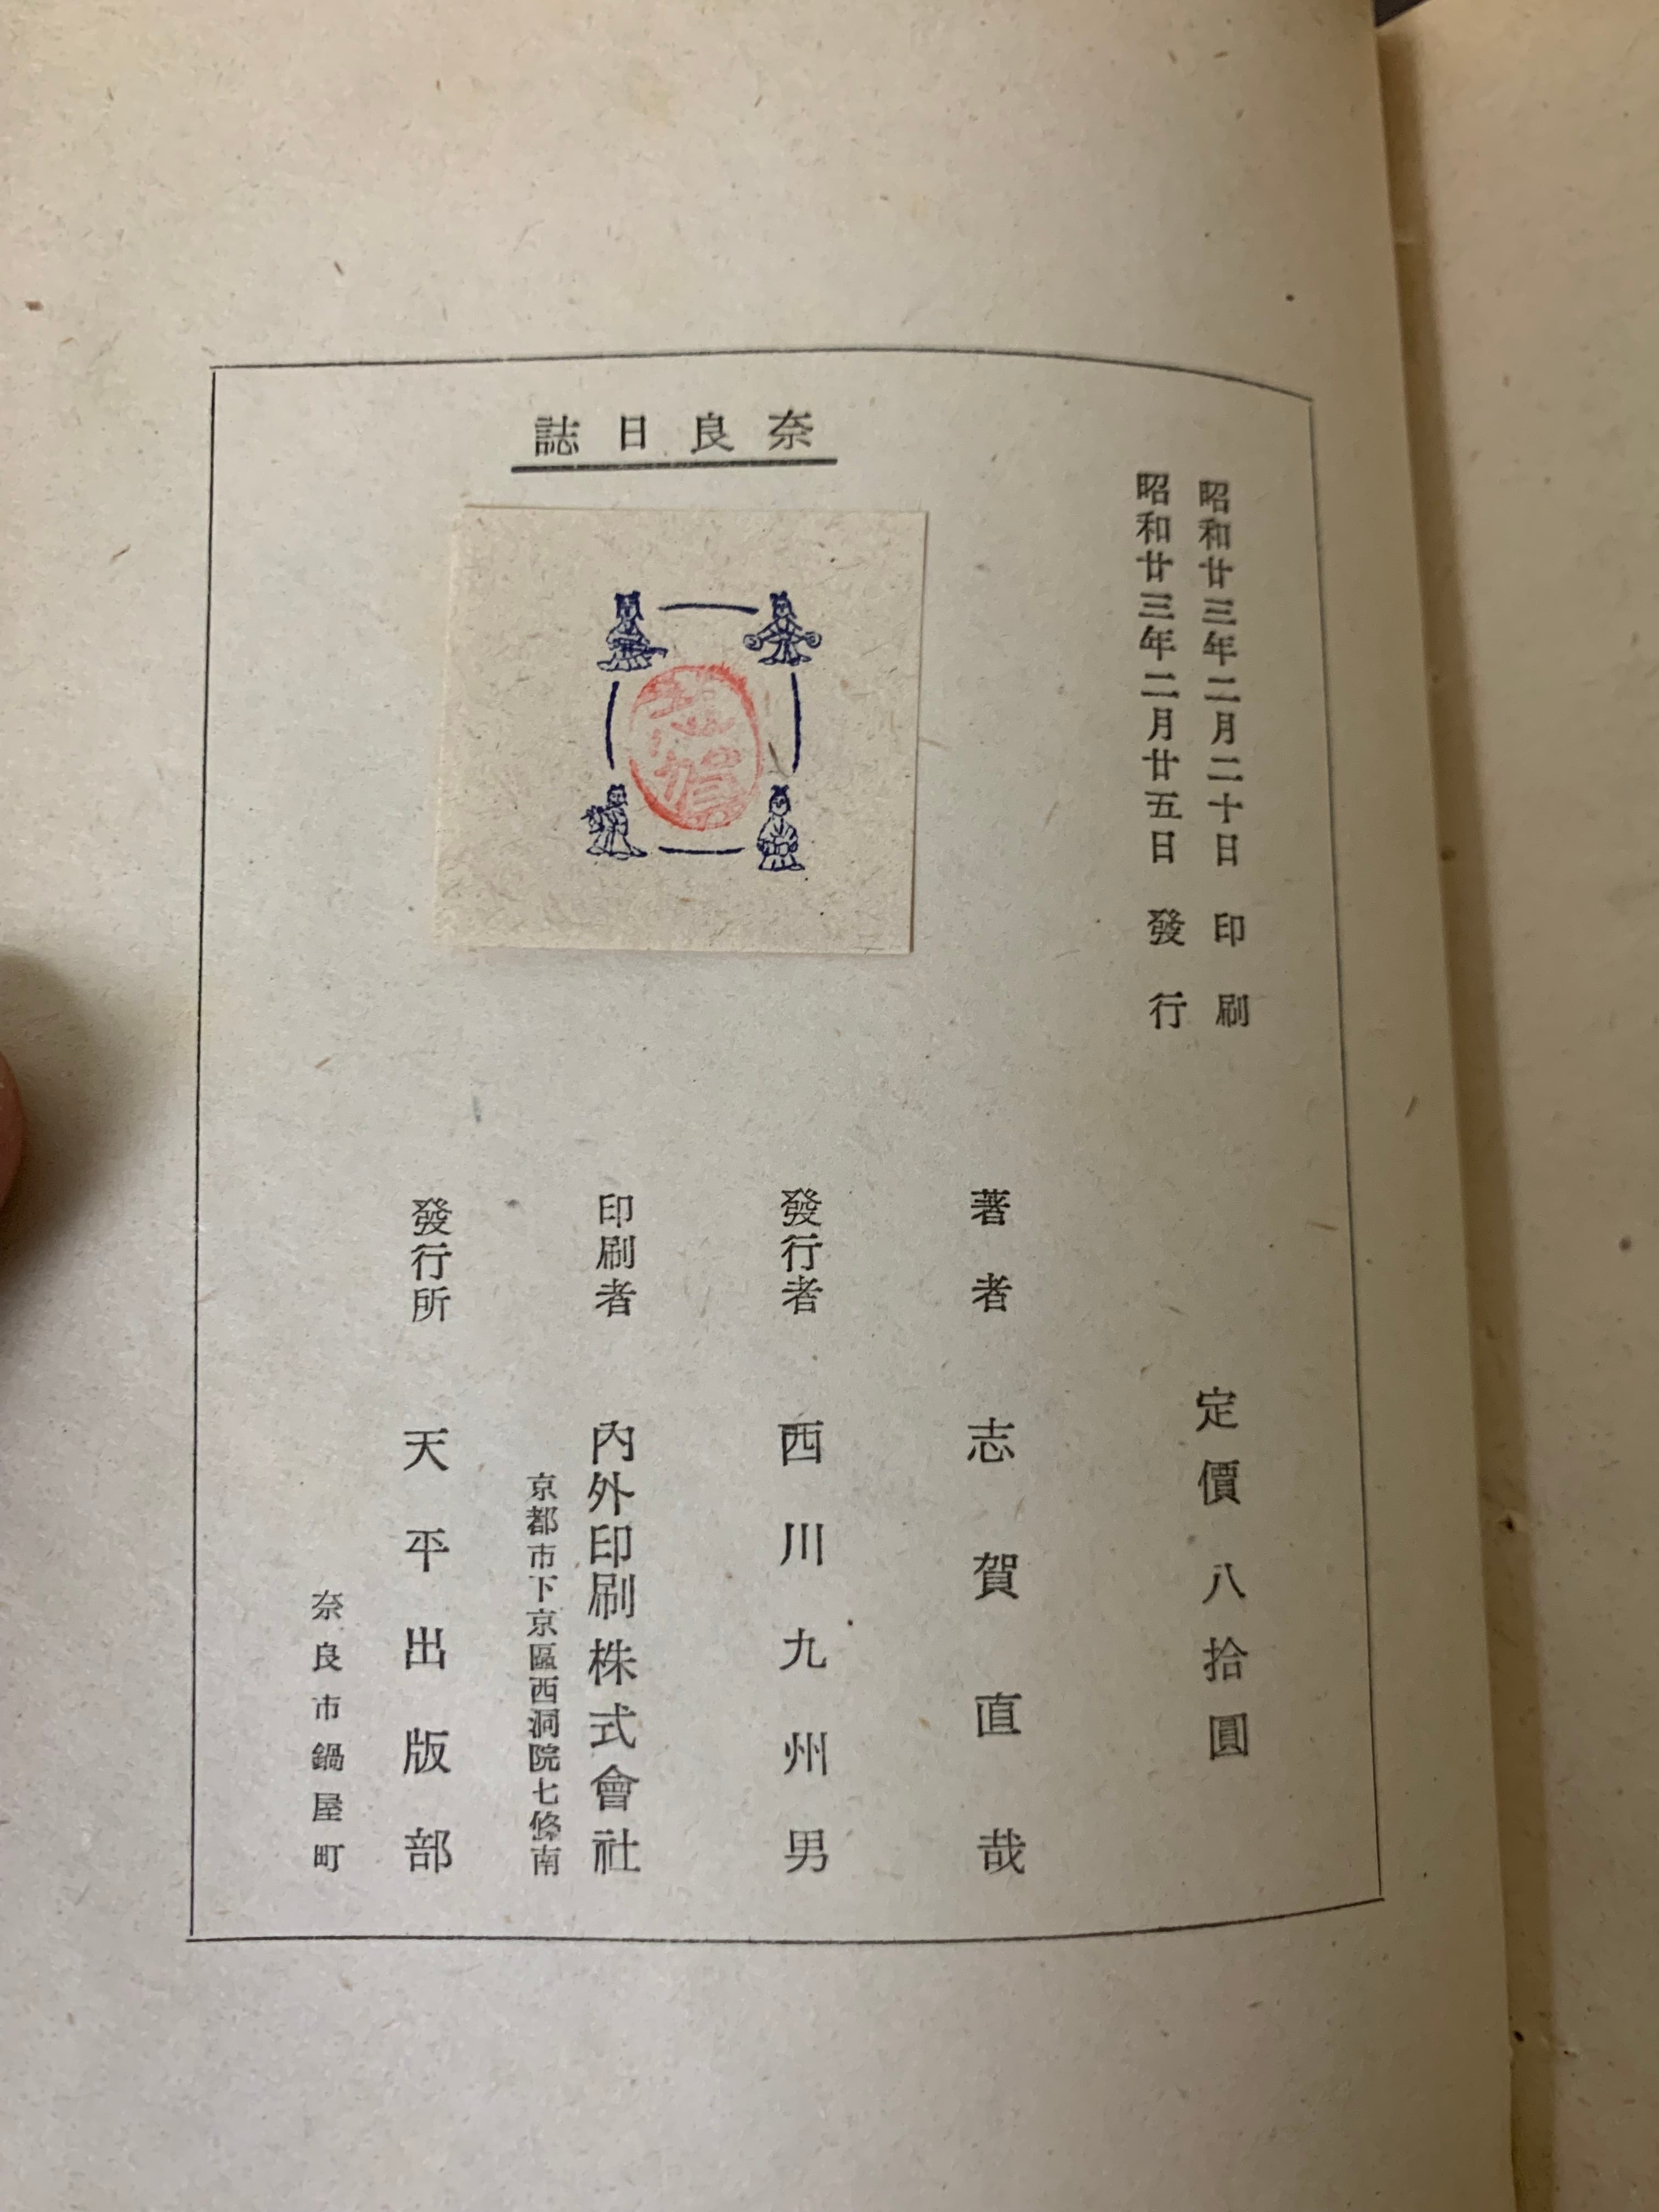 奈良日誌
志賀
昭和廿三年二月二十日　印刷
昭和廿三年二月廿五日　發行
定價八拾圓
著者　志賀直哉
發行者　西川九州男
印刷者　內外印刷株式會社
京都市下京區西洞院七條南
發行所　天平出版部
奈良市鍋屋町